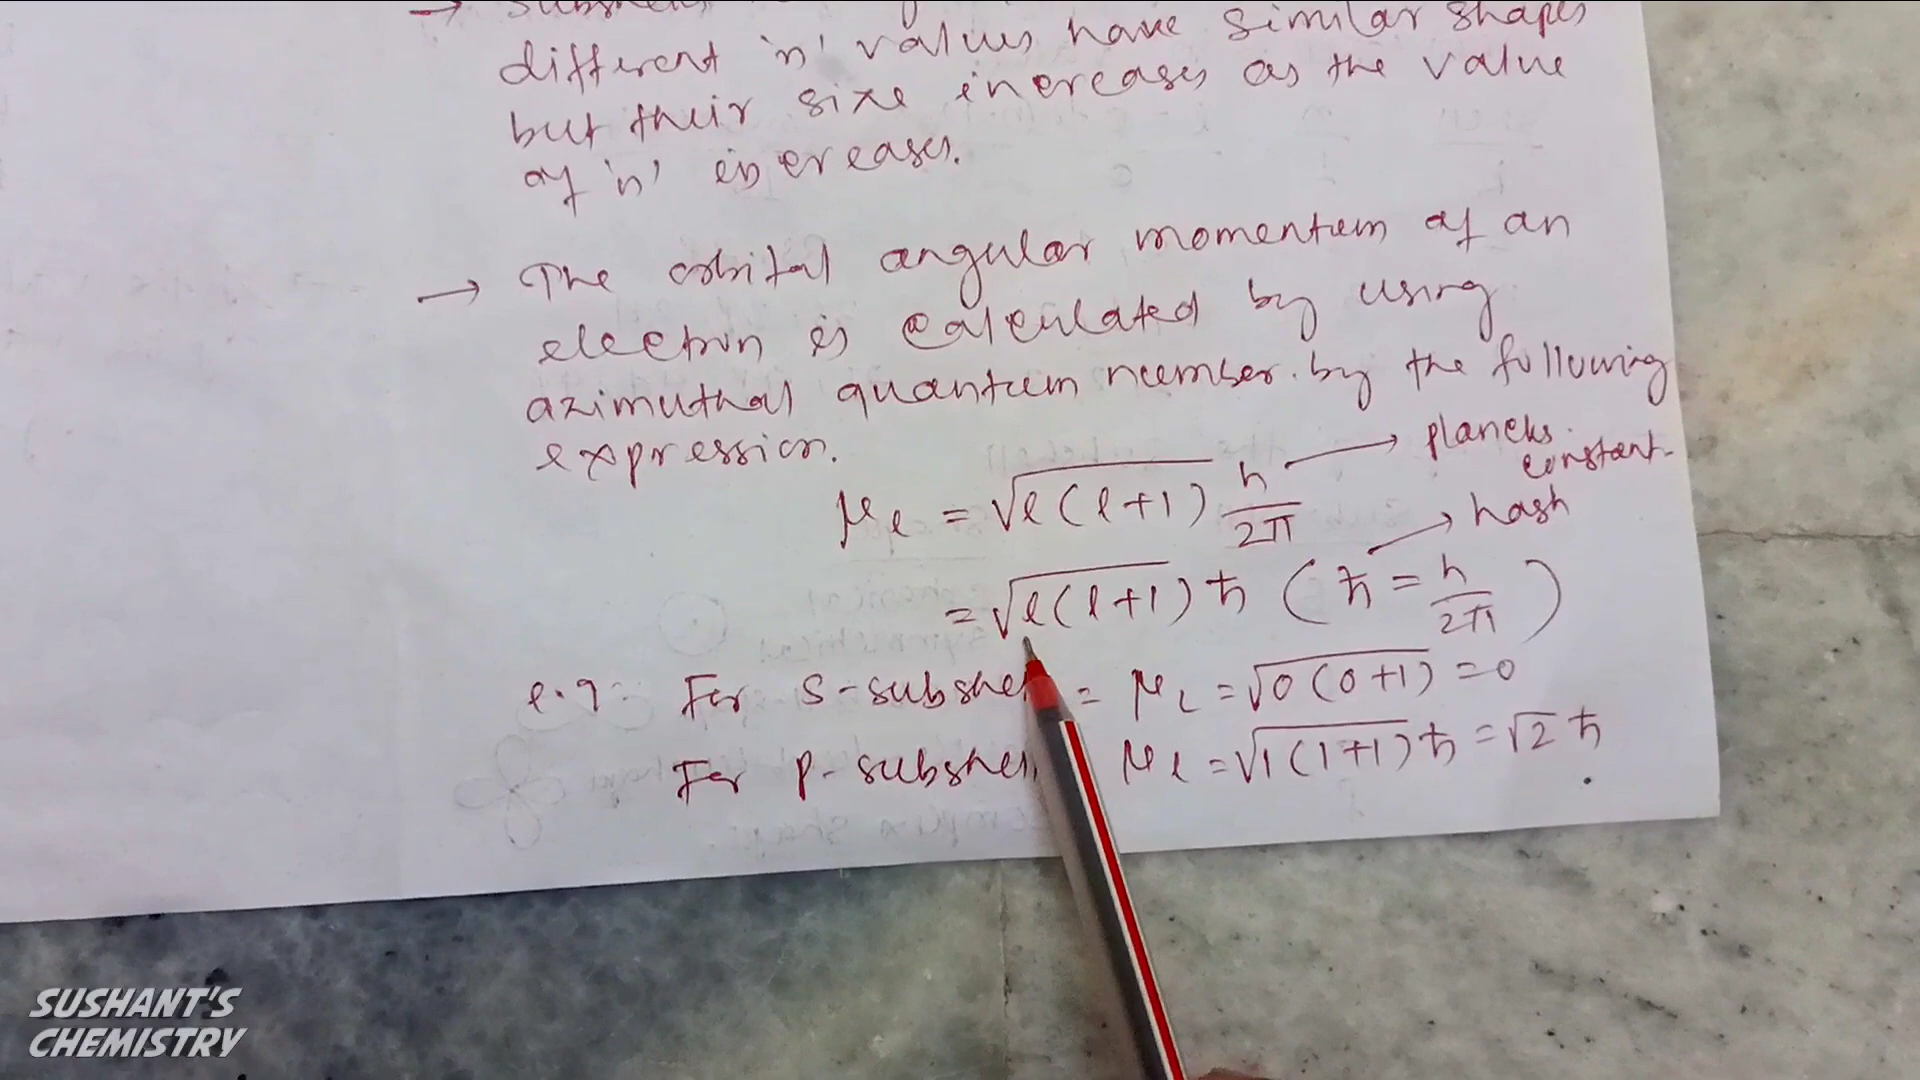 → subshells
different 'n' values have similar shapes
but their size increases as the value
of 'n' increases.
→ The orbital angular momentum of an
electron is calculated by using
azimuthal quantum number. by the following
expression.
μℓ = √ℓ(ℓ+1) h/2π → plancks constant.
= √ℓ(ℓ+1) ħ (ħ = h/2π) → hash
e.g:- For s-subshell = μL = √0(0+1) = 0
For p-subshell μℓ = √1(1+1) ħ = √2 ħ.
SUSHANT'S
CHEMISTRY